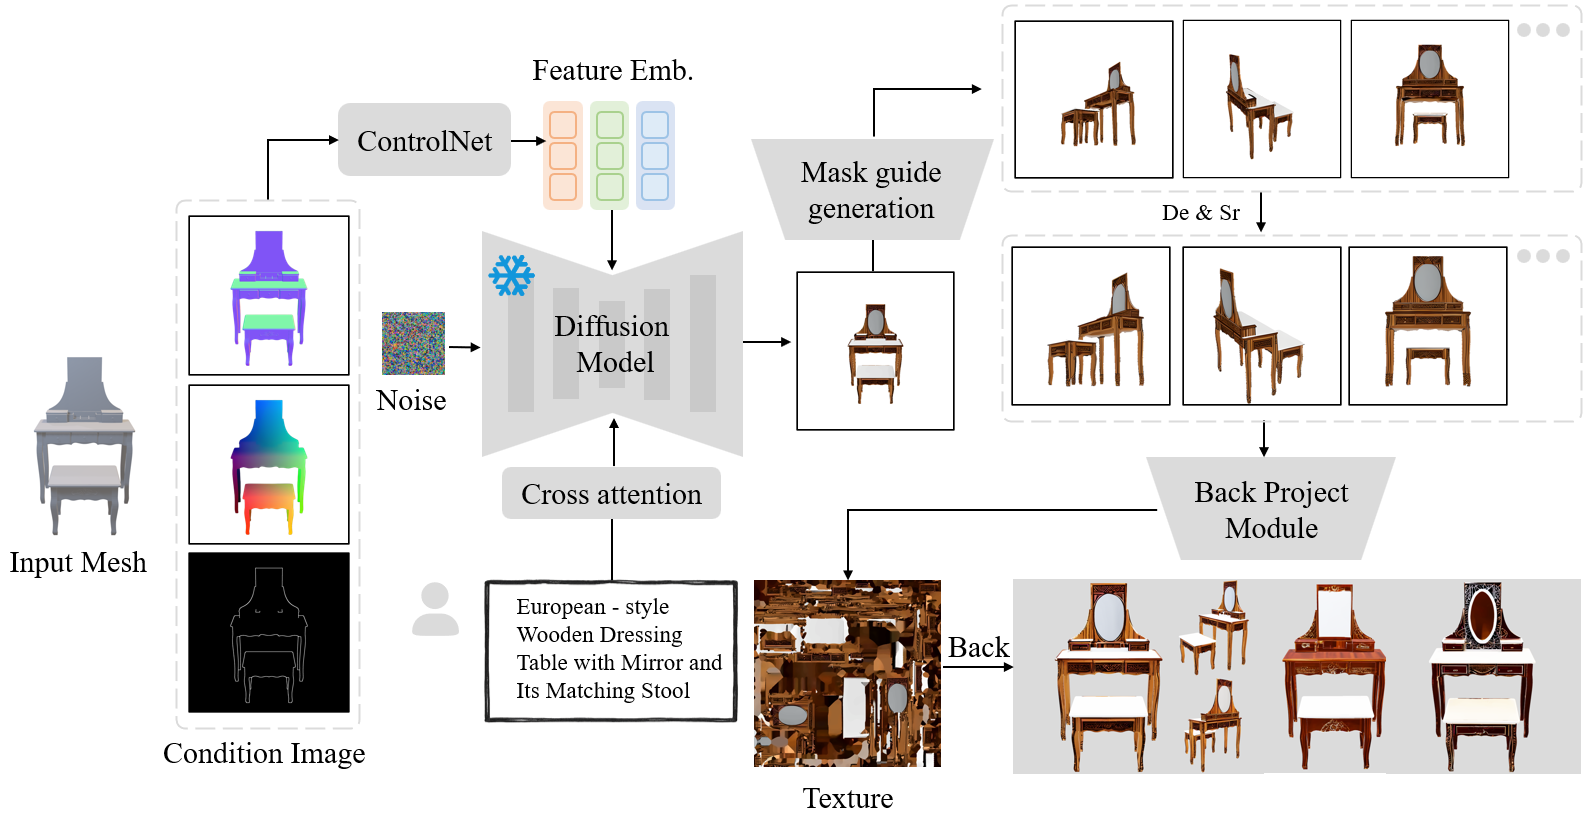 Feature Emb.
ControlNet
Mask guide
generation
De & Sr
Diffusion
Model
Noise
Cross attention
Back Project
Module
Input Mesh
European - style
Wooden Dressing
Table with Mirror and
Its Matching Stool
Back
Condition Image
Texture